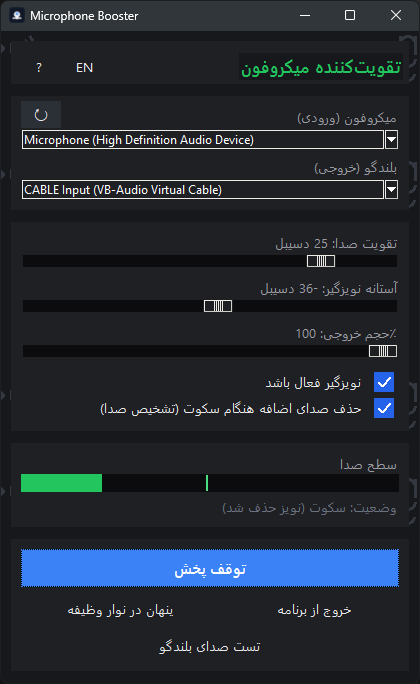 Microphone Booster
تقویت‌کننده میکروفون
EN
?
میکروفون (ورودی)
Microphone (High Definition Audio Device)
بلندگو (خروجی)
CABLE Input (VB-Audio Virtual Cable)
تقویت صدا: 25 دسیبل
آستانه نویزگیر: -36 دسیبل
حجم خروجی: 100٪
نویزگیر فعال باشد
حذف صدای اضافه هنگام سکوت (تشخیص صدا)
سطح صدا
وضعیت: سکوت (نویز حذف شد)
توقف پخش
خروج از برنامه
پنهان در نوار وظیفه
تست صدای بلندگو